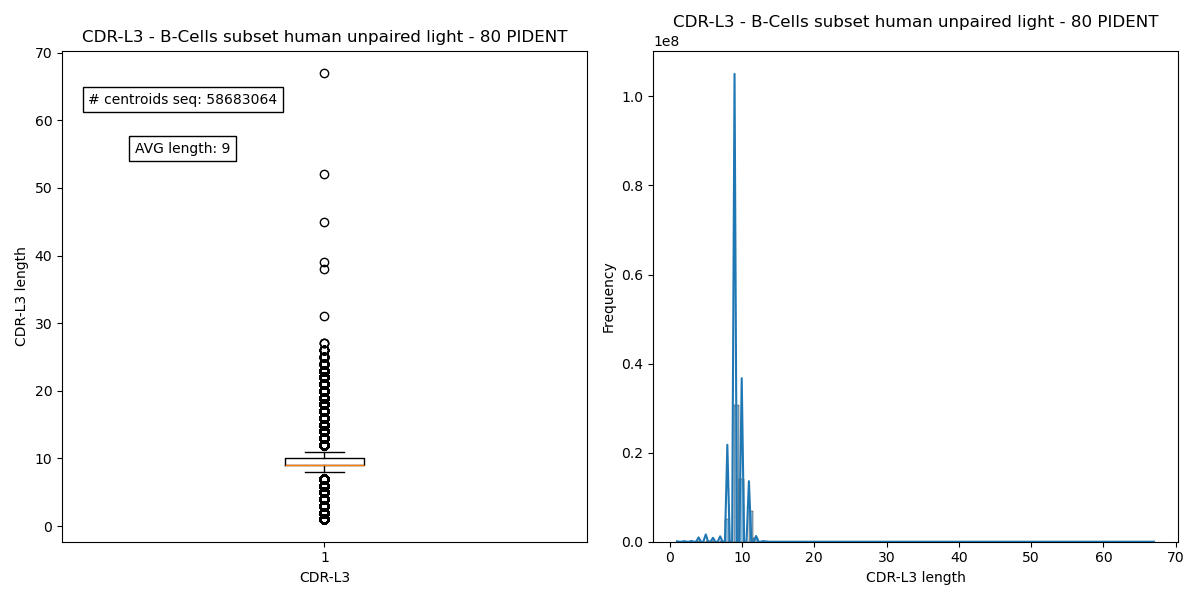 CDR-L3 - B-Cells subset human unpaired light - 80 PIDENT
70
60
50
40
30
20
10
0
CDR-L3 length
# centroids seq: 58683064
AVG length: 9
1
CDR-L3
CDR-L3 - B-Cells subset human unpaired light - 80 PIDENT
1e8
1.0
0.8
0.6
0.4
0.2
0.0
Frequency
0 10 20 30 40 50 60 70
CDR-L3 length